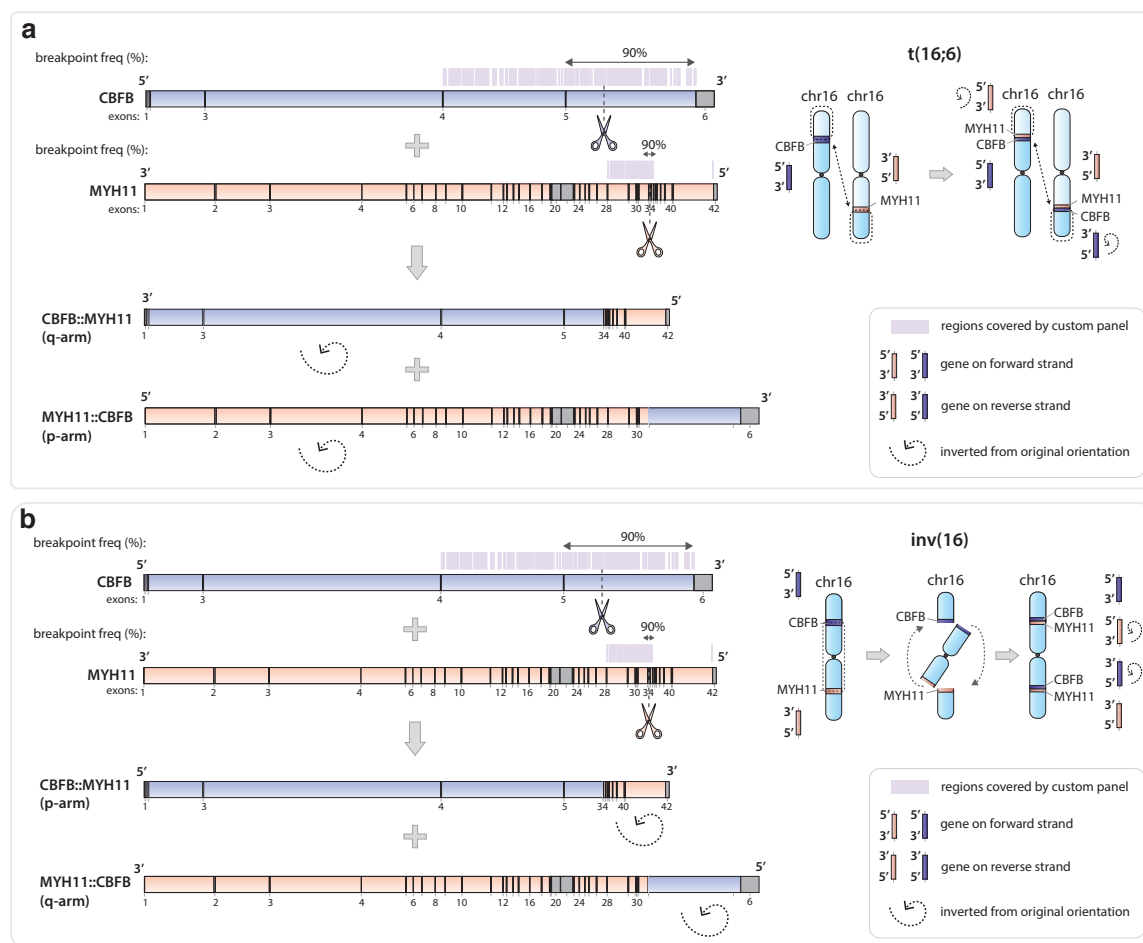 a
breakpoint freq (%):
90%
5′ 3′
CBFB
exons: 1 3 4 5 6
breakpoint freq (%):
90%
3′ 5′
MYH11
exons: 1 2 3 4 6 8 10 12 16 20 24 28 30 34 40 42
3′ 5′
CBFB::MYH11
(q-arm)
1 3 4 5 34 40 42
5′ 3′
MYH11::CBFB
(p-arm)
1 2 3 4 6 8 10 12 16 20 24 28 30 6
t(16;6)
chr16 chr16
CBFB
5′
3′
3′
5′
MYH11
5′
3′
chr16 chr16
MYH11
CBFB
5′
3′
3′
5′
MYH11
CBFB
3′
5′
regions covered by custom panel
5′ 5′
3′ 3′
gene on forward strand
3′ 3′
5′ 5′
gene on reverse strand
inverted from original orientation
b
breakpoint freq (%):
90%
5′ 3′
CBFB
exons: 1 3 4 5 6
breakpoint freq (%):
90%
3′ 5′
MYH11
exons: 1 2 3 4 6 8 10 12 16 20 24 28 30 34 40 42
5′ 3′
CBFB::MYH11
(p-arm)
1 3 4 5 34 40 42
3′ 5′
MYH11::CBFB
(q-arm)
1 2 3 4 6 8 10 12 16 20 24 28 30 6
inv(16)
5′
3′
chr16
CBFB
MYH11
3′
5′
chr16
CBFB
MYH11
chr16
CBFB
MYH11
CBFB
MYH11
5′
3′
5′
3′
3′
5′
3′
5′
regions covered by custom panel
5′ 5′
3′ 3′
gene on forward strand
3′ 3′
5′ 5′
gene on reverse strand
inverted from original orientation